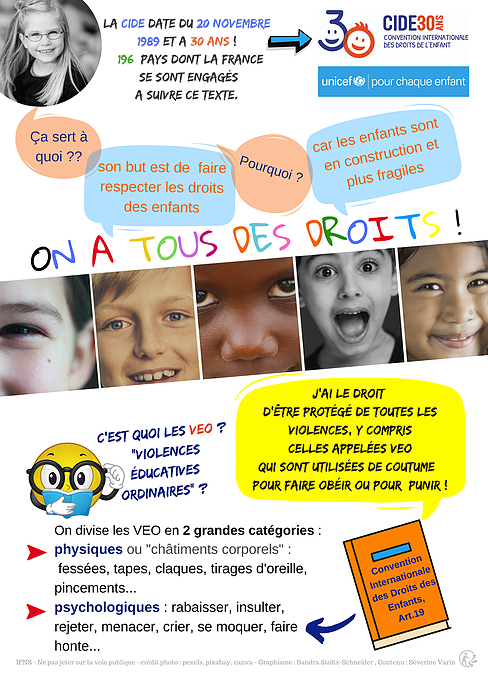 LA CIDE DATE DU 20 NOVEMBRE
1989 ET A 30 ANS !
196 PAYS DONT LA FRANCE
SE SONT ENGAGÉS
A SUIVRE CE TEXTE.
30
CIDE30ANS
CONVENTION INTERNATIONALE
DES DROITS DE L'ENFANT
unicef | pour chaque enfant
Ça sert à
quoi ??
son but est de faire
respecter les droits
des enfants
Pourquoi ?
car les enfants sont
en construction et
plus fragiles
ON A TOUS DES DROITS !
J'AI LE DROIT
D'ÊTRE PROTÉGÉ DE TOUTES LES
VIOLENCES, Y COMPRIS
CELLES APPELÉES VEO
QUI SONT UTILISÉES DE COUTUME
POUR FAIRE OBÉIR OU POUR PUNIR !
C'EST QUOI LES VEO ?
"VIOLENCES
ÉDUCATIVES
ORDINAIRES" ?
On divise les VEO en 2 grandes catégories :
physiques ou "châtiments corporels" :
fessées, tapes, claques, tirages d'oreille,
pincements...
psychologiques : rabaisser, insulter,
rejeter, menacer, crier, se moquer, faire
honte...
Convention
Internationale
des Droits des
Enfants,
Art.19
IPNS - Ne pas jeter sur la voie publique - crédit photo : pexels, pixabay, canva - Graphisme : Sandra Stoltz-Schneider , Contenu : Séverine Varin